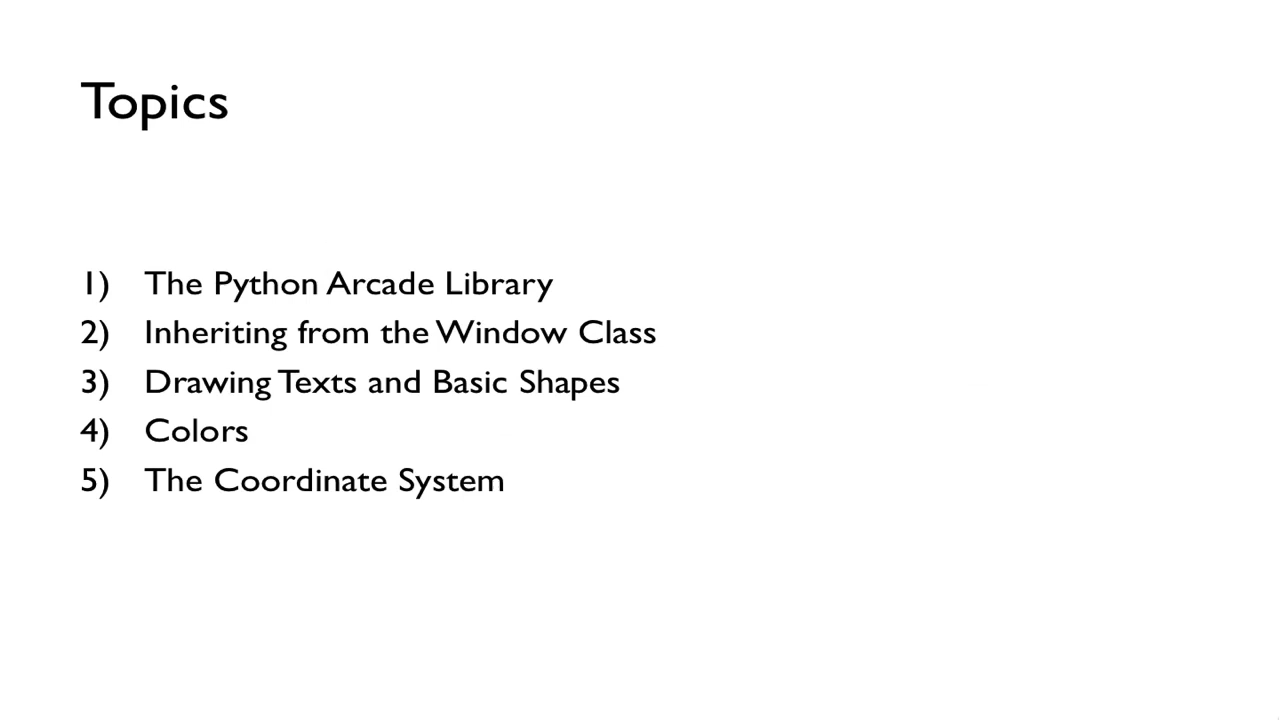 Topics
1) The Python Arcade Library
2) Inheriting from the Window Class
3) Drawing Texts and Basic Shapes
4) Colors
5) The Coordinate System